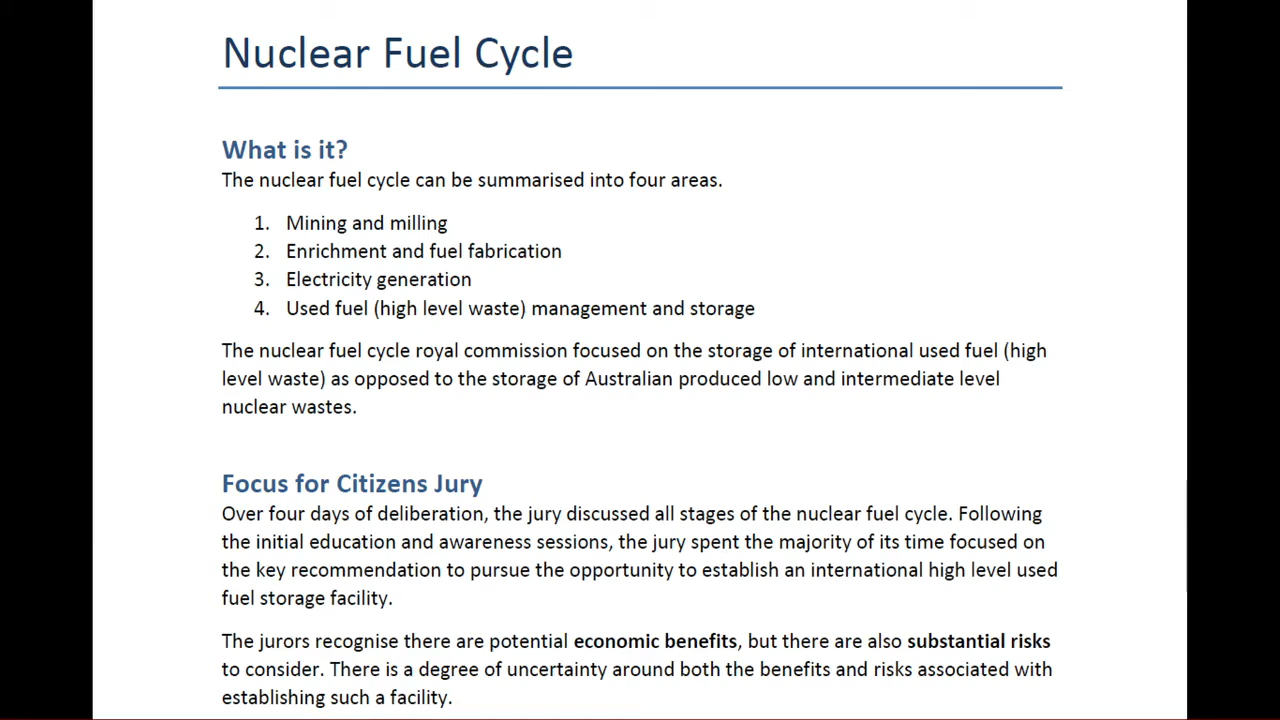 Nuclear Fuel Cycle
What is it?
The nuclear fuel cycle can be summarised into four areas.
1. Mining and milling
2. Enrichment and fuel fabrication
3. Electricity generation
4. Used fuel (high level waste) management and storage
The nuclear fuel cycle royal commission focused on the storage of international used fuel (high
level waste) as opposed to the storage of Australian produced low and intermediate level
nuclear wastes.
Focus for Citizens Jury
Over four days of deliberation, the jury discussed all stages of the nuclear fuel cycle. Following
the initial education and awareness sessions, the jury spent the majority of its time focused on
the key recommendation to pursue the opportunity to establish an international high level used
fuel storage facility.
The jurors recognise there are potential economic benefits, but there are also substantial risks
to consider. There is a degree of uncertainty around both the benefits and risks associated with
establishing such a facility.